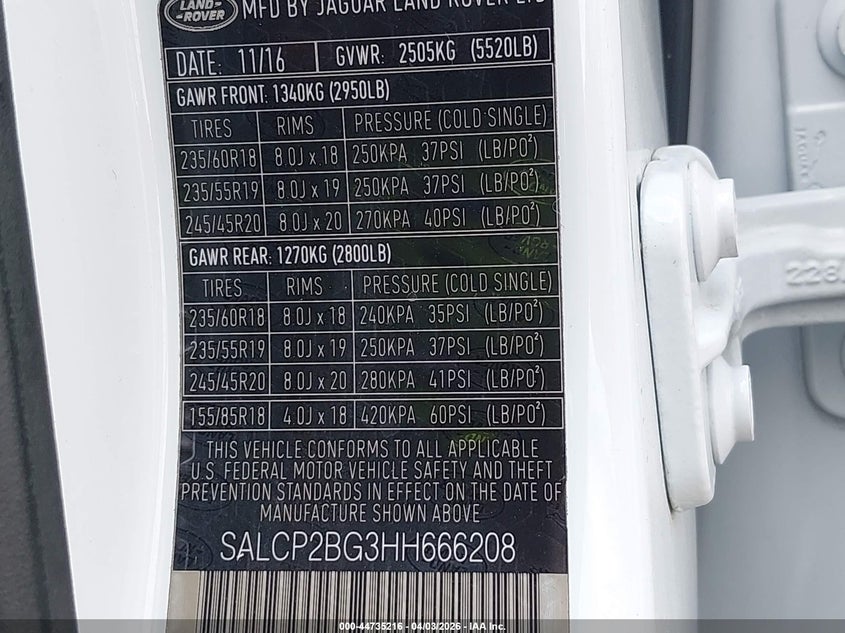 LAND-
-ROVER
MFD BY JAGUAR LAND ROVER LTD
DATE: 11/16 GVWR: 2505KG (5520LB)
GAWR FRONT: 1340KG (2950LB)
TIRES RIMS PRESSURE (COLD SINGLE)
235/60R18 8.0J x 18 250KPA 37PSI (LB/PO²)
235/55R19 8.0J x 19 250KPA 37PSI (LB/PO²)
245/45R20 8.0J x 20 270KPA 40PSI (LB/PO²)
GAWR REAR: 1270KG (2800LB)
TIRES RIMS PRESSURE (COLD SINGLE)
235/60R18 8.0J x 18 240KPA 35PSI (LB/PO²)
235/55R19 8.0J x 19 250KPA 37PSI (LB/PO²)
245/45R20 8.0J x 20 280KPA 41PSI (LB/PO²)
155/85R18 4.0J x 18 420KPA 60PSI (LB/PO²)
THIS VEHICLE CONFORMS TO ALL APPLICABLE
U.S. FEDERAL MOTOR VEHICLE SAFETY AND THEFT
PREVENTION STANDARDS IN EFFECT ON THE DATE OF
MANUFACTURE SHOWN ABOVE
SALCP2BG3HH666208
000-44735216 - 04/03/2026 - IAA Inc.